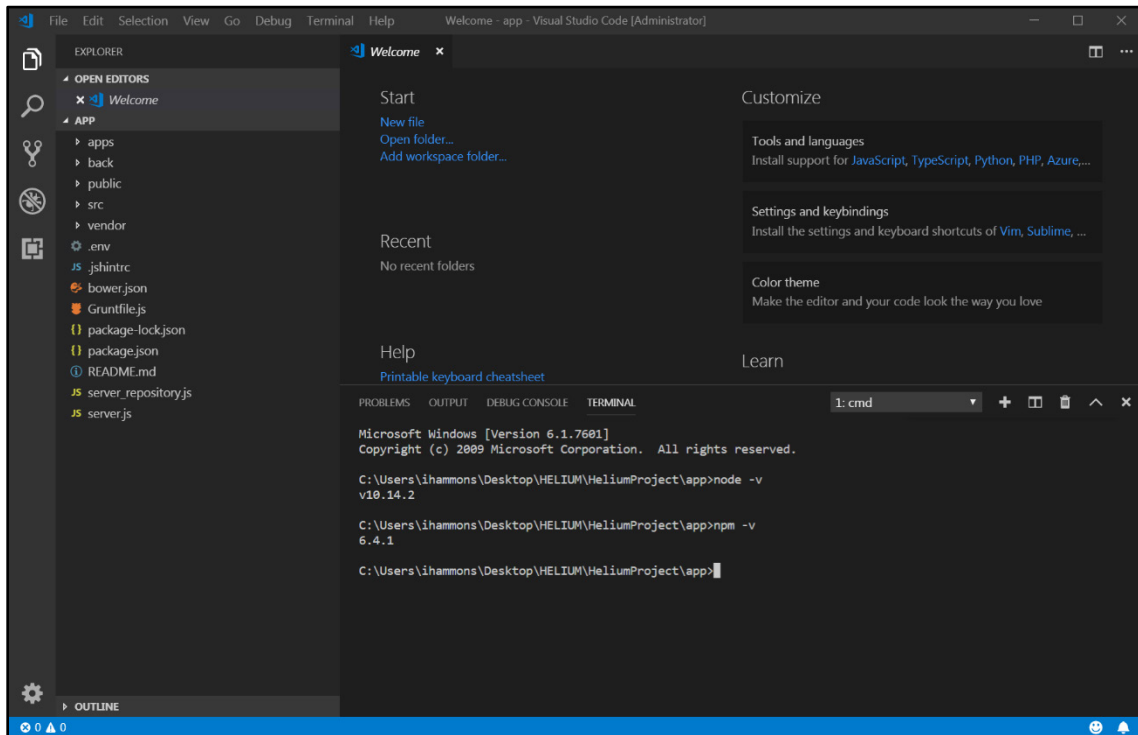 File Edit Selection View Go Debug Terminal Help Welcome - app - Visual Studio Code [Administrator]
EXPLORER
OPEN EDITORS
Welcome
APP
apps
back
public
src
vendor
.env
JS .jshintrc
bower.json
Gruntfile.js
{} package-lock.json
{} package.json
README.md
JS server_repository.js
JS server.js
OUTLINE
Welcome
Start
New file
Open folder...
Add workspace folder...
Recent
No recent folders
Help
Printable keyboard cheatsheet
Customize
Tools and languages
Install support for JavaScript, TypeScript, Python, PHP, Azure,...
Settings and keybindings
Install the settings and keyboard shortcuts of Vim, Sublime, ...
Color theme
Make the editor and your code look the way you love
Learn
PROBLEMS OUTPUT DEBUG CONSOLE TERMINAL 1: cmd
Microsoft Windows [Version 6.1.7601]
Copyright (c) 2009 Microsoft Corporation. All rights reserved.
C:\Users\ihammons\Desktop\HELIUM\HeliumProject\app>node -v
v10.14.2
C:\Users\ihammons\Desktop\HELIUM\HeliumProject\app>npm -v
6.4.1
C:\Users\ihammons\Desktop\HELIUM\HeliumProject\app>
0 0